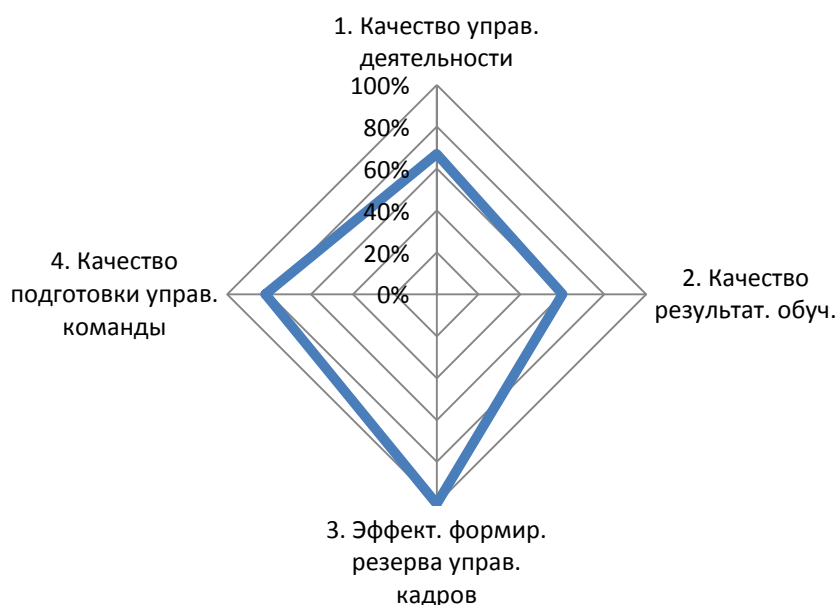 1. Качество управ.
деятельности
100%
80%
60%
40%
20%
0%
2. Качество
результат. обуч.
3. Эффект. формир.
резерва управ.
кадров
4. Качество
подготовки управ.
команды